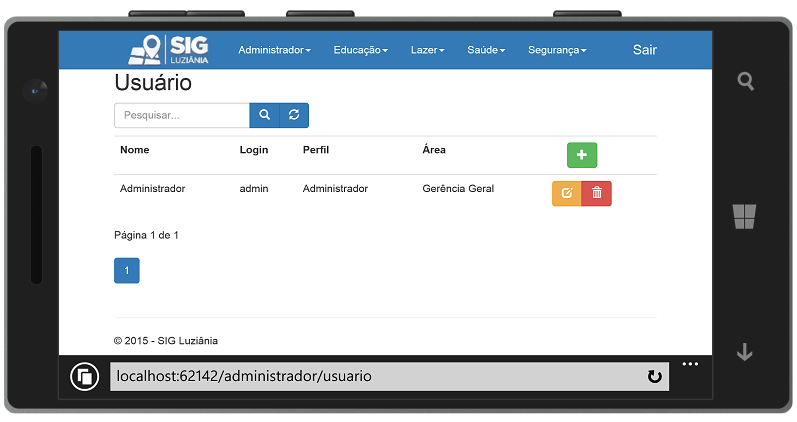 SIG
LUZIÂNIA
Administrador Educação Lazer Saúde Segurança Sair
Usuário
Pesquisar...
Nome Login Perfil Área
Administrador admin Administrador Gerência Geral
Página 1 de 1
1
© 2015 - SIG Luziânia
localhost:62142/administrador/usuario